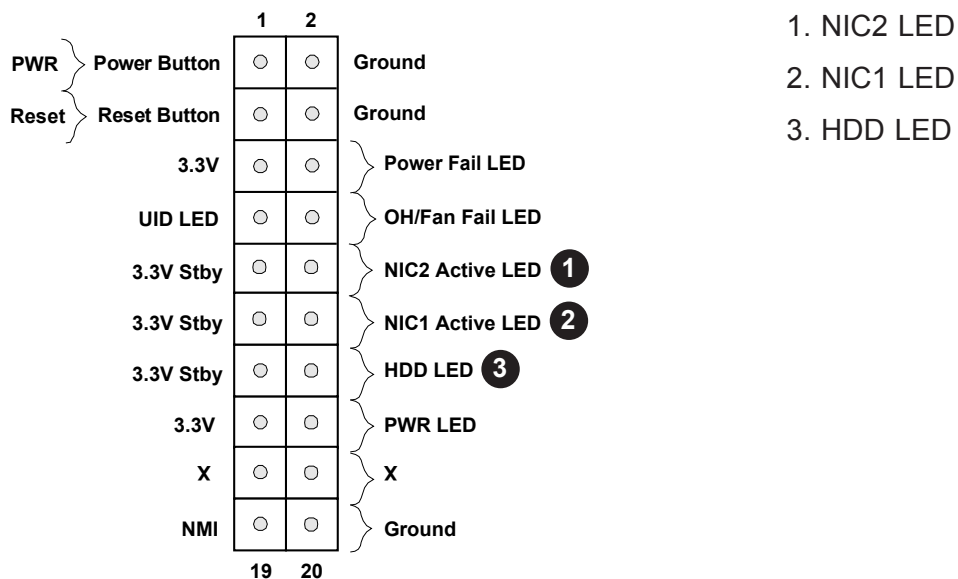 1 2
PWR Power Button Ground
Reset Reset Button Ground
3.3V Power Fail LED
UID LED OH/Fan Fail LED
3.3V Stby NIC2 Active LED 1
3.3V Stby NIC1 Active LED 2
3.3V Stby HDD LED 3
3.3V PWR LED
X X
NMI Ground
19 20
1. NIC2 LED
2. NIC1 LED
3. HDD LED